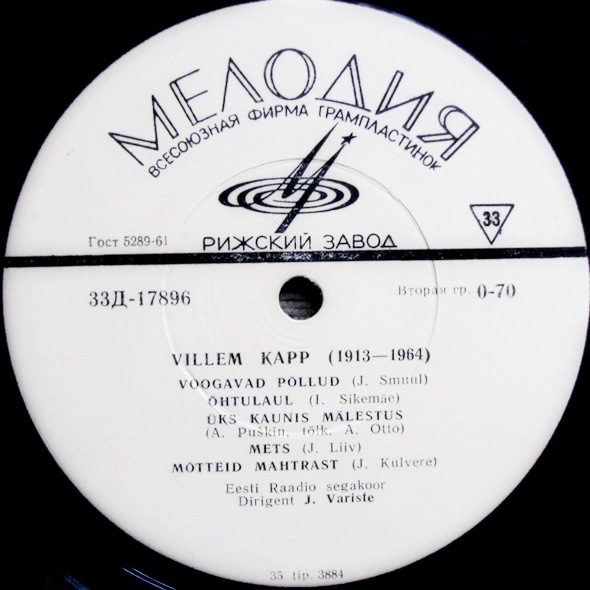 МЕЛОДИЯ
ВСЕСОЮЗНАЯ ФИРМА ГРАМПЛАСТИНОК
33
Гост 5289-61
РИЖСКИЙ ЗАВОД
33Д-17896
Вторая гр. 0-70
VILLEM KAPP (1913—1964)
VOOGAVAD PÕLLUD (J. Smuul)
ÕHTULAUL (I. Sikemäe)
ÜKS KAUNIS MÄLESTUS
(A. Puškin, tõlk. A. Otto)
METS (J. Liiv)
MÕTTEID MAHTRAST (J. Kulvere)
Eesti Raadio segakoor
Dirigent J. Variste
35. tip. 3884